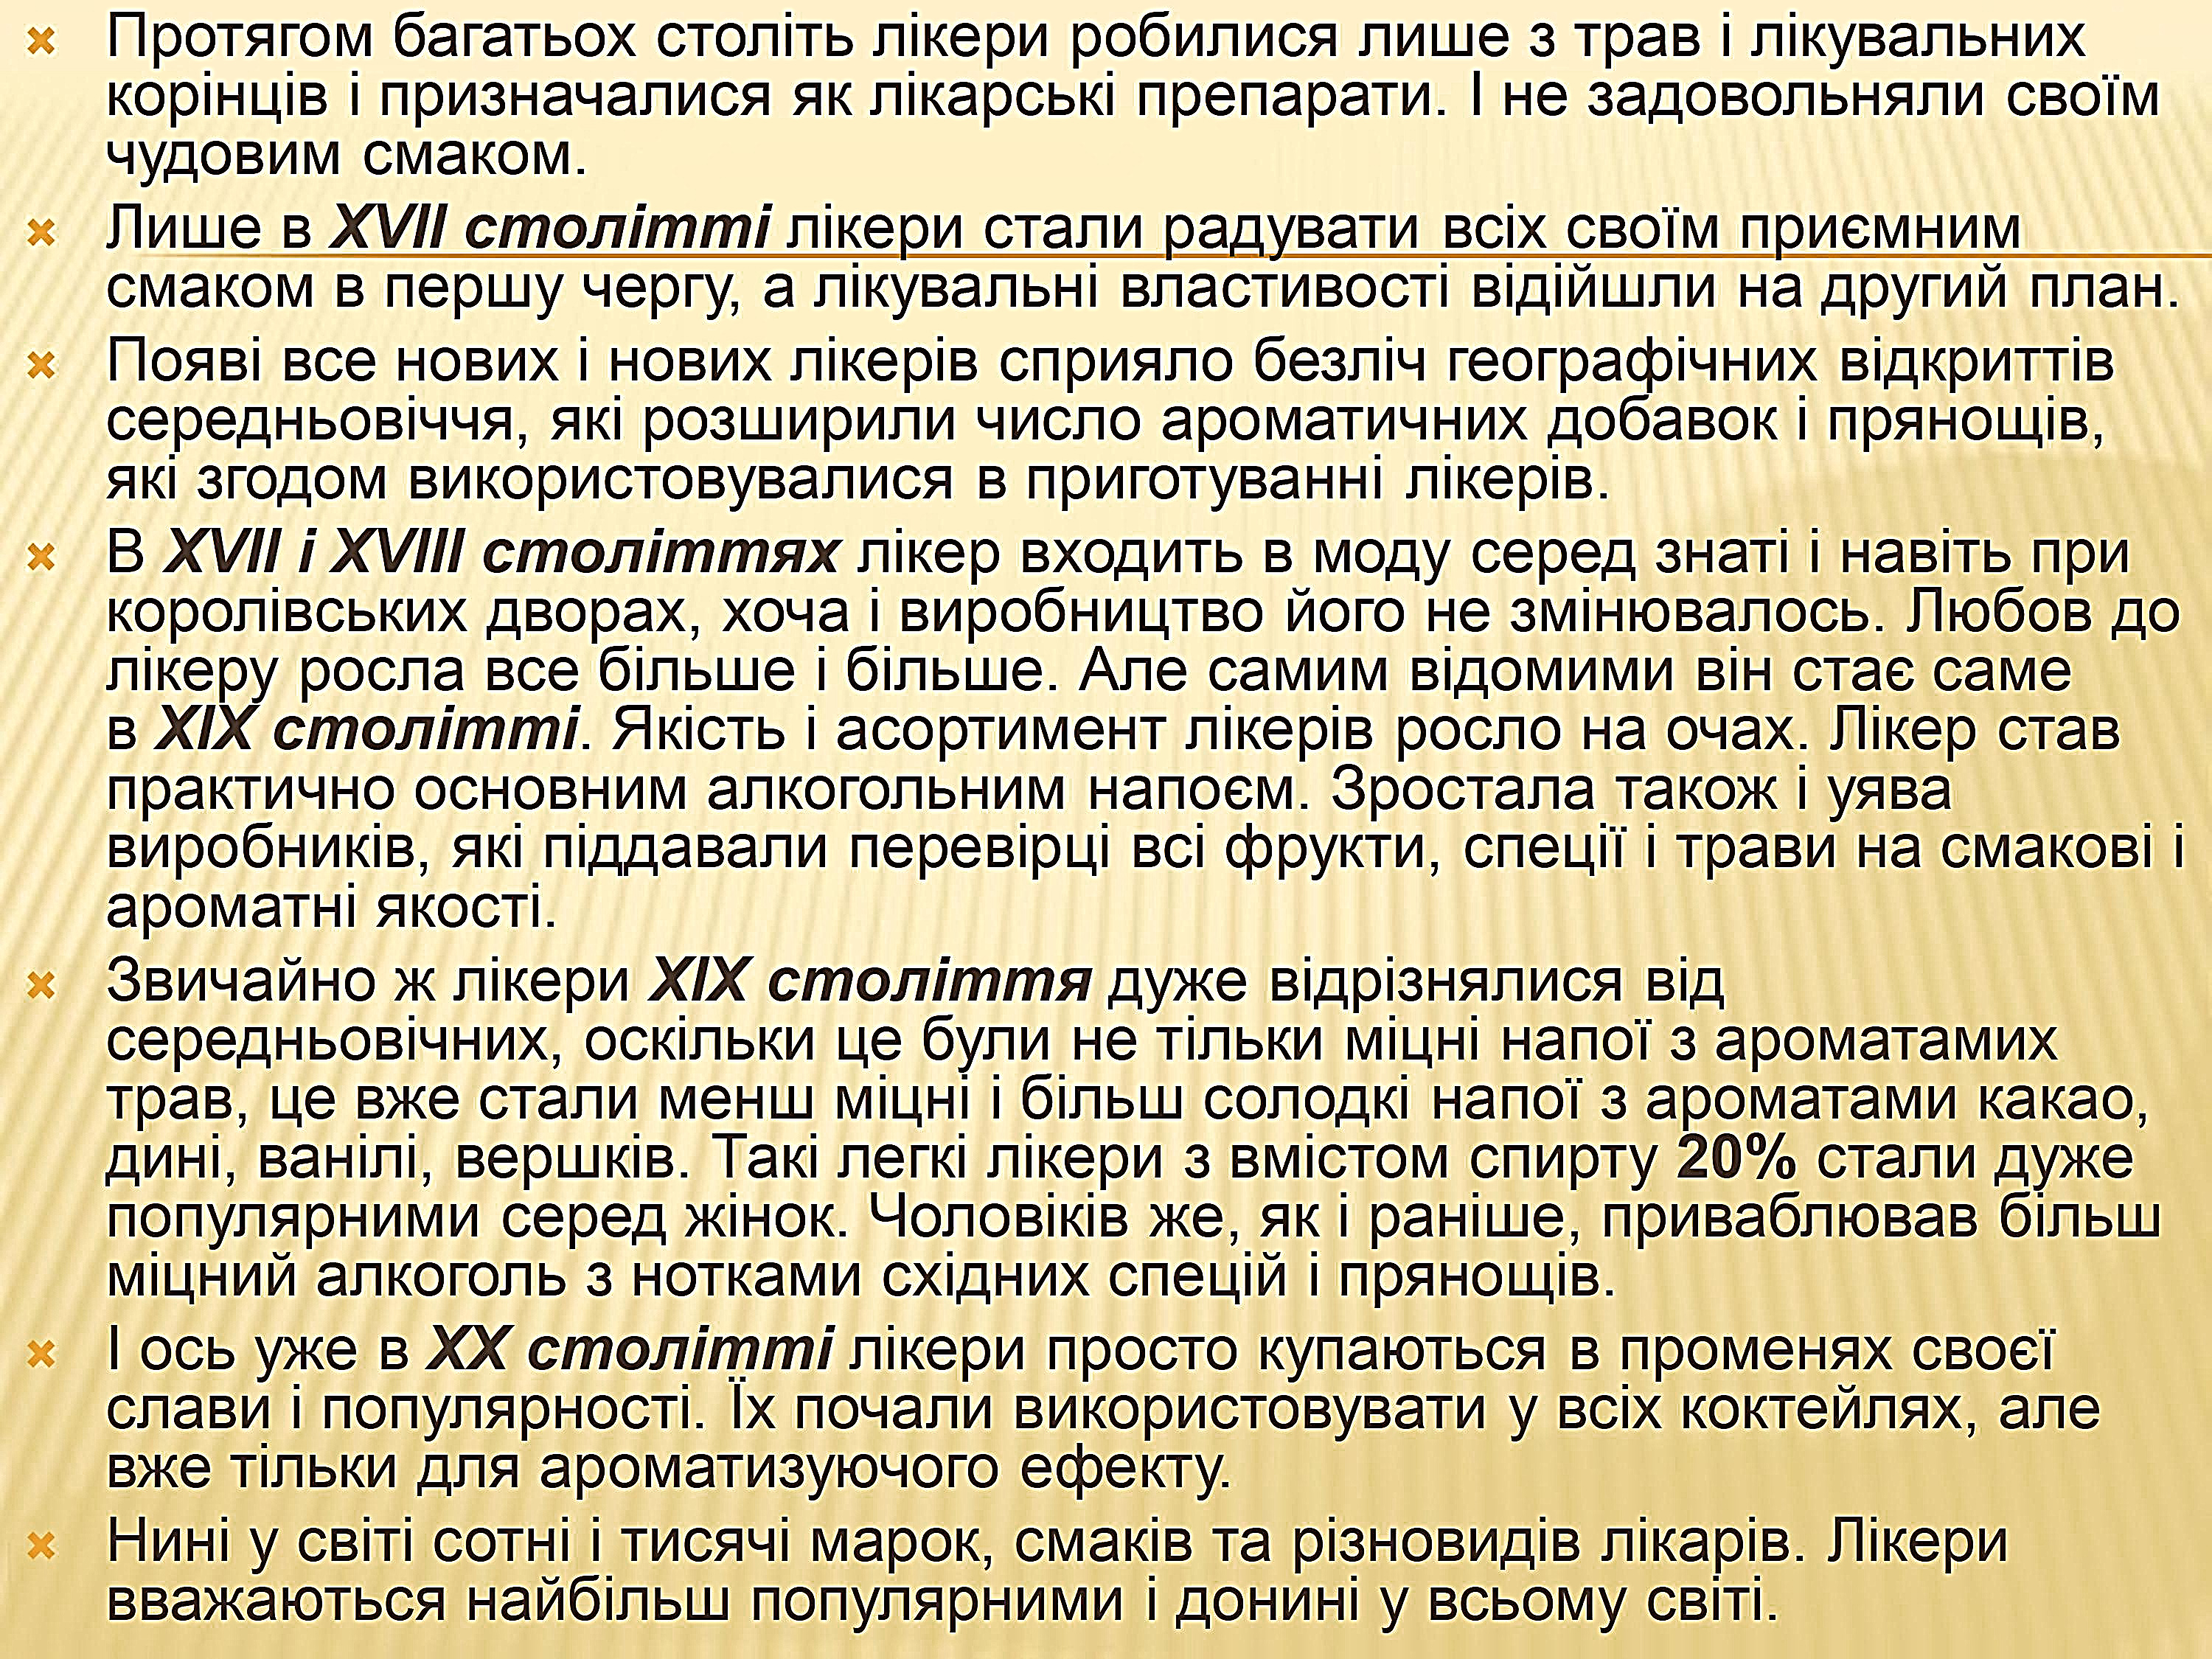 Протягом багатьох століть лікери робилися лише з трав і лікувальних
корінців і призначалися як лікарські препарати. І не задовольняли своїм
чудовим смаком.
Лише в XVII столітті лікери стали радувати всіх своїм приємним
смаком в першу чергу, а лікувальні властивості відійшли на другий план.
Появі все нових і нових лікерів сприяло безліч географічних відкриттів
середньовіччя, які розширили число ароматичних добавок і прянощів,
які згодом використовувалися в приготуванні лікерів.
В XVII і XVIII століттях лікер входить в моду серед знаті і навіть при
королівських дворах, хоча і виробництво його не змінювалось. Любов до
лікеру росла все більше і більше. Але самим відомими він стає саме
в XIX столітті. Якість і асортимент лікерів росло на очах. Лікер став
практично основним алкогольним напоєм. Зростала також і уява
виробників, які піддавали перевірці всі фрукти, спеції і трави на смакові і
ароматні якості.
Звичайно ж лікери XIX століття дуже відрізнялися від
середньовічних, оскільки це були не тільки міцні напої з ароматамих
трав, це вже стали менш міцні і більш солодкі напої з ароматами какао,
дині, ванілі, вершків. Такі легкі лікери з вмістом спирту 20% стали дуже
популярними серед жінок. Чоловіків же, як і раніше, приваблював більш
міцний алкоголь з нотками східних спецій і прянощів.
І ось уже в XX столітті лікери просто купаються в променях своєї
слави і популярності. Їх почали використовувати у всіх коктейлях, але
вже тільки для ароматизуючого ефекту.
Нині у світі сотні і тисячі марок, смаків та різновидів лікарів. Лікери
вважаються найбільш популярними і донині у всьому світі.